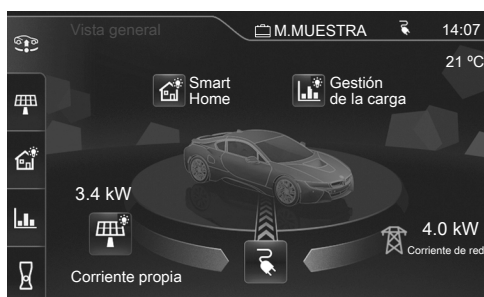 Vista general
M.MUESTRA
14:07
21 ºC
Smart
Home
Gestión
de la carga
3.4 kW
4.0 kW
Corriente de red
Corriente propia